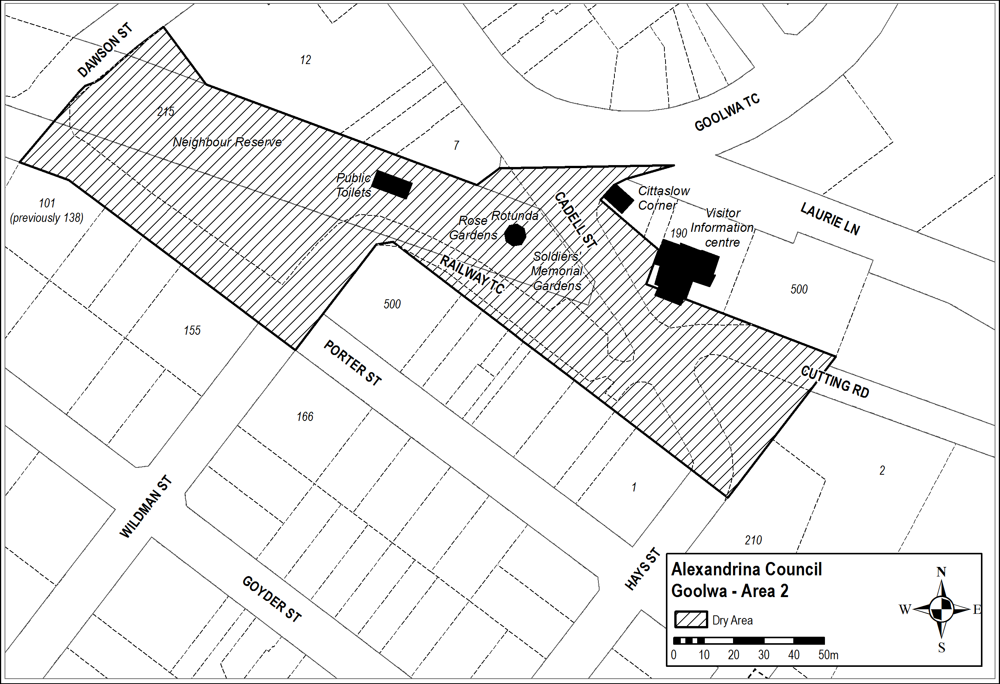 DAWSON ST
12
215
Neighbour Reserve
7
GOOLWA TC
Public
Toilets
101
(previously 138)
Rose
Gardens
Rotunda
CADELL ST
Cittaslow
Corner
Visitor
Information
centre
190
LAURIE LN
Soldiers'
Memorial
Gardens
RAILWAY TC
500
500
155
PORTER ST
CUTTING RD
166
2
1
WILDMAN ST
210
HAYS ST
GOYDER ST
Alexandrina Council
Goolwa - Area 2
Dry Area
0 10 20 30 40 50m
N
W E
S